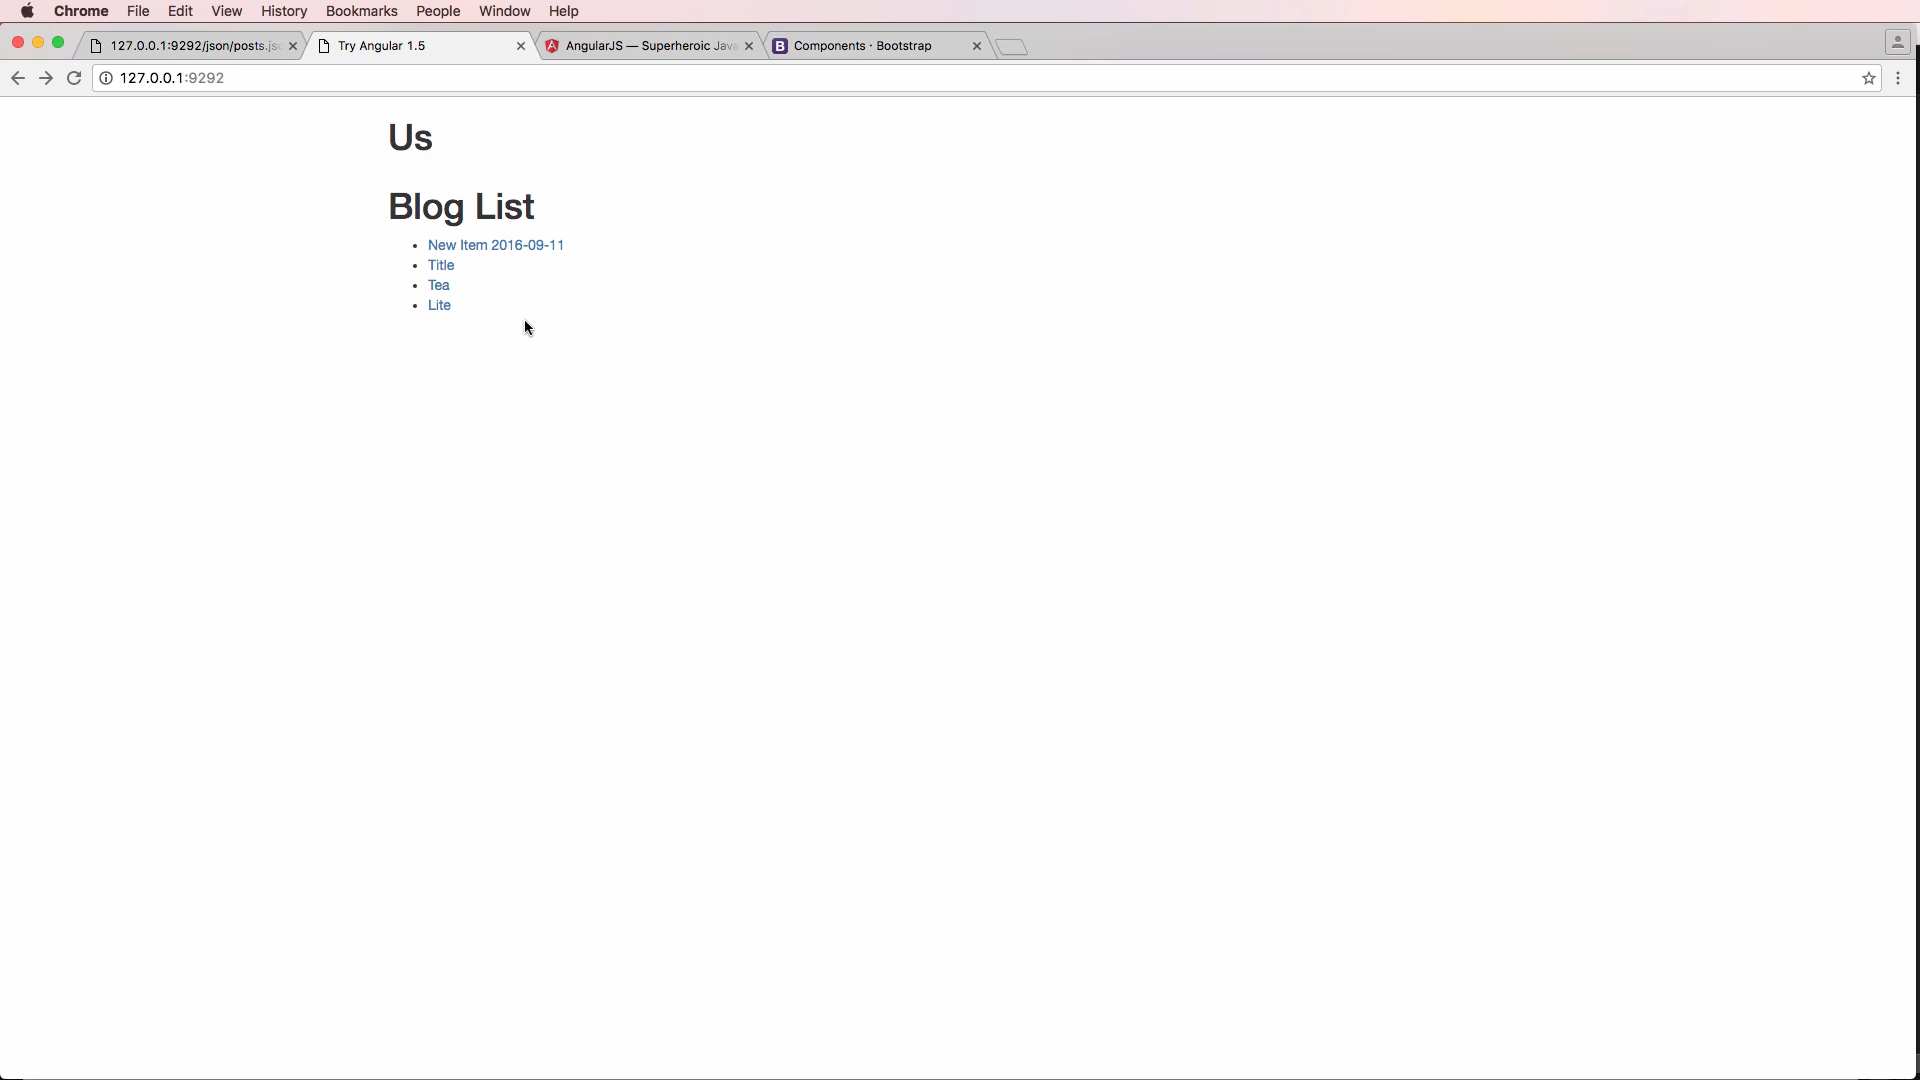 Chrome File Edit View History Bookmarks People Window Help
127.0.0.1:9292/json/posts.js
Try Angular 1.5
AngularJS — Superheroic Java
Components · Bootstrap
127.0.0.1:9292
Us
Blog List
New Item 2016-09-11
Title
Tea
Lite